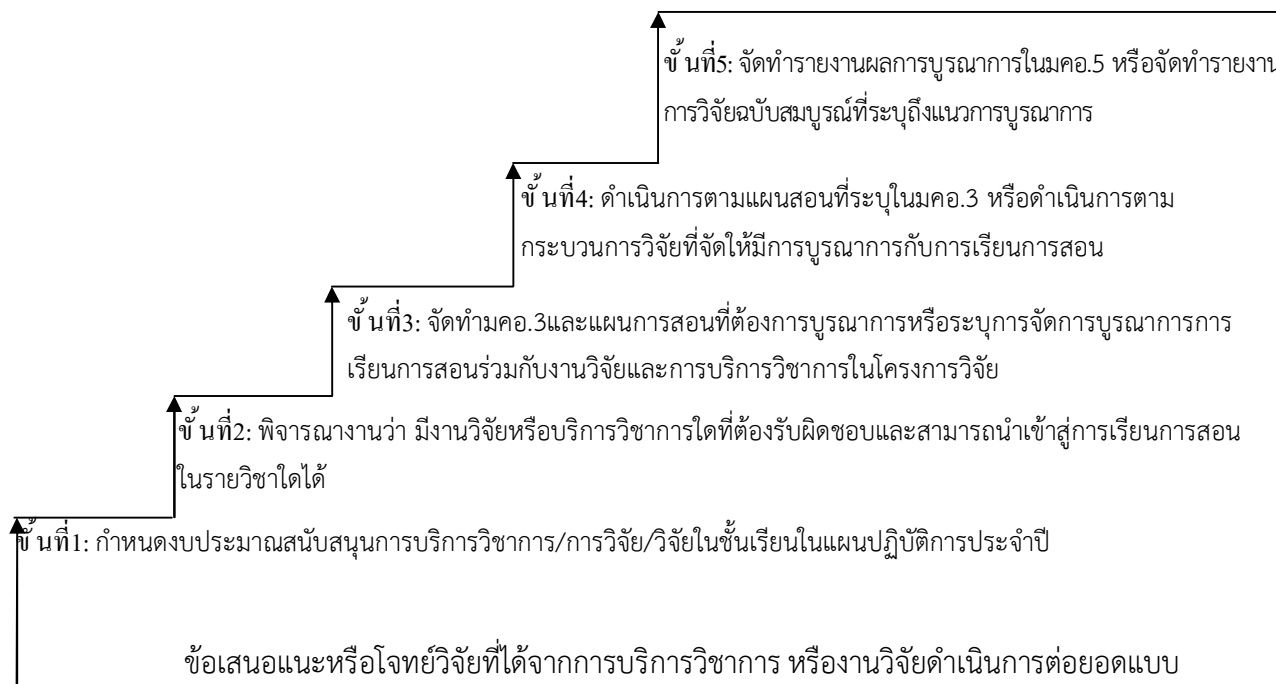 ขั้นที่5: จัดทำรายงานผลการบูรณาการในมคอ.5 หรือจัดทำรายงาน
การวิจัยฉบับสมบูรณ์ที่ระบุถึงแนวการบูรณาการ
ขั้นที่4: ดำเนินการตามแผนสอนที่ระบุในมคอ.3 หรือดำเนินการตาม
กระบวนการวิจัยที่จัดให้มีการบูรณาการกับการเรียนการสอน
ขั้นที่3: จัดทำมคอ.3และแผนการสอนที่ต้องการบูรณาการหรือระบุการจัดการบูรณาการการ
เรียนการสอนร่วมกับงานวิจัยและการบริการวิชาการในโครงการวิจัย
ขั้นที่2: พิจารณางานว่า มีงานวิจัยหรือบริการวิชาการใดที่ต้องรับผิดชอบและสามารถนำเข้าสู่การเรียนการสอน
ในรายวิชาใดได้
ขั้นที่1: กำหนดงบประมาณสนับสนุนการบริการวิชาการ/การวิจัย/วิจัยในชั้นเรียนในแผนปฏิบัติการประจำปี
ข้อเสนอแนะหรือโจทย์วิจัยที่ได้จากการบริการวิชาการ หรืองานวิจัยดำเนินการต่อยอดแบบ